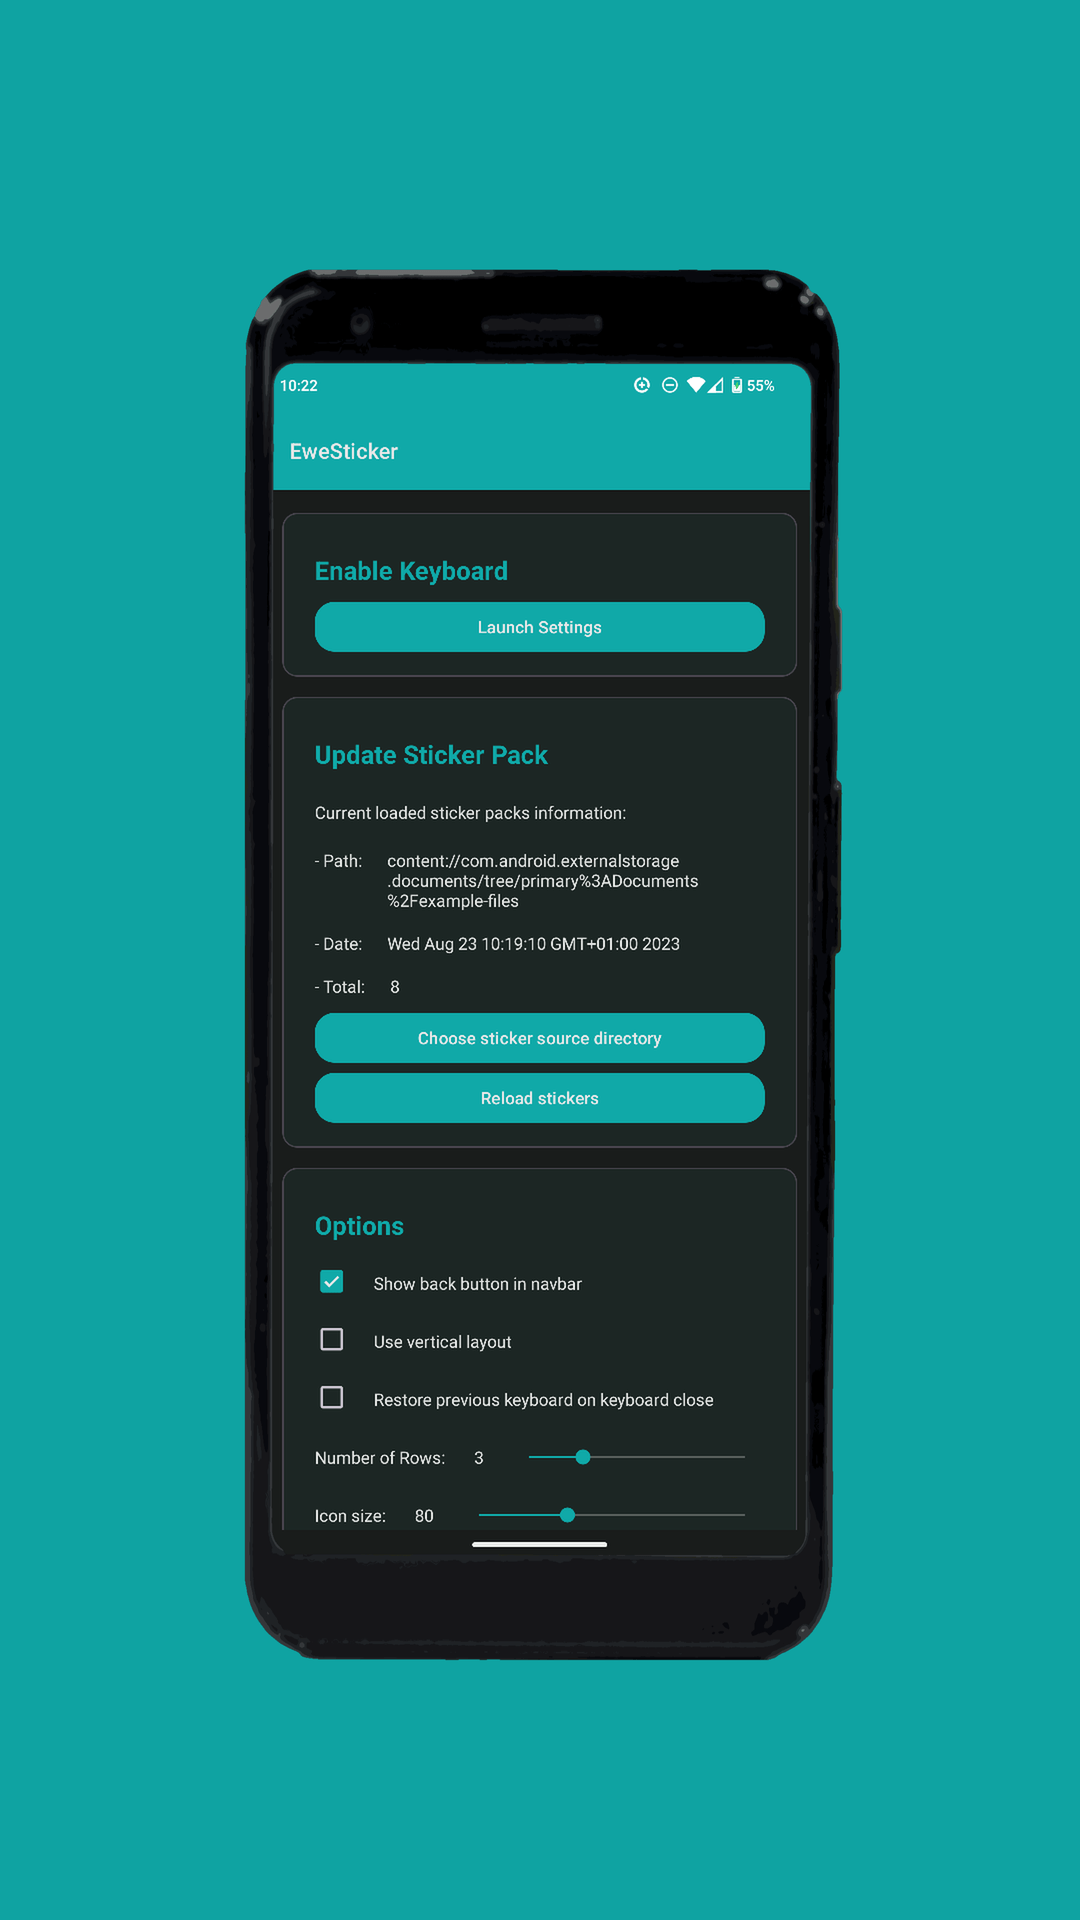 10:22
55%
EweSticker
Enable Keyboard
Launch Settings
Update Sticker Pack
Current loaded sticker packs information:
- Path: content://com.android.externalstorage
.documents/tree/primary%3ADocuments
%2Fexample-files
- Date: Wed Aug 23 10:19:10 GMT+01:00 2023
- Total: 8
Choose sticker source directory
Reload stickers
Options
Show back button in navbar
Use vertical layout
Restore previous keyboard on keyboard close
Number of Rows: 3
Icon size: 80